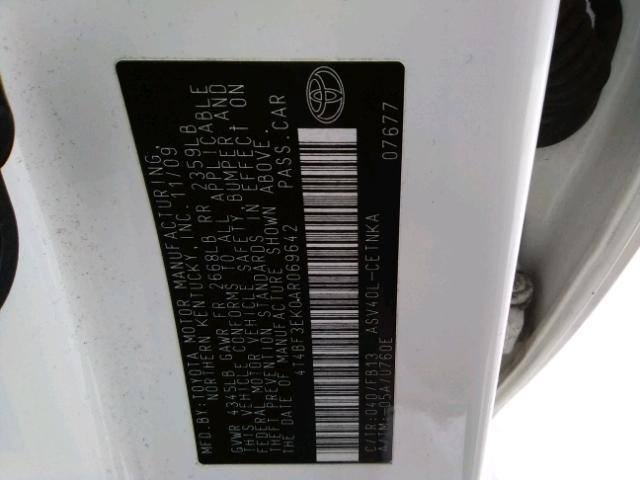 MFD. BY: TOYOTA MOTOR MANUFACTURING,
NORTHERN KENTUCKY, INC. 11/09
GVWR 4345LB GAWR FR 2668LB RR 2359LB
THIS VEHICLE CONFORMS TO ALL APPLICABLE
FEDERAL MOTOR VEHICLE SAFETY, BUMPER AND
THEFT PREVENTION STANDARDS IN EFFECT ON
THE DATE OF MANUFACTURE SHOWN ABOVE.
4T4BF3EK0AR069642 PASS. CAR
C/TR:040/FB13 ASV40L-CETNKA
A/TM:-05A/U760E 07677